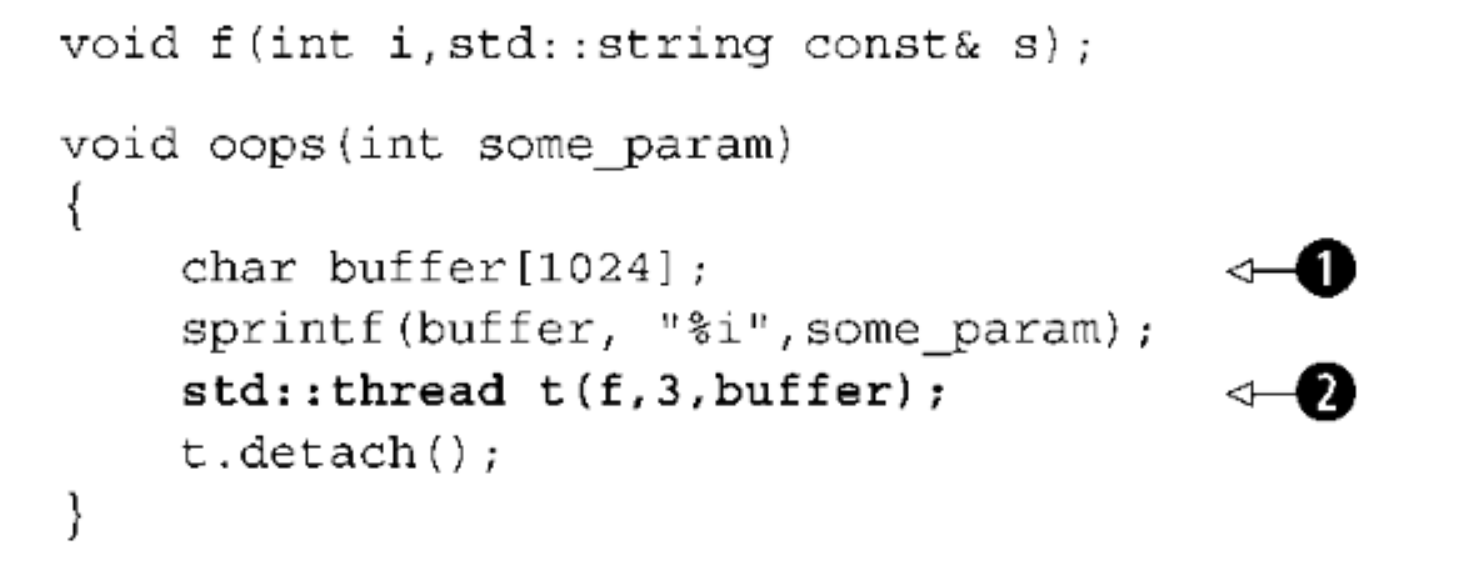 void f(int i,std::string const& s);
void oops(int some_param)
{
    char buffer[1024]; 1
    sprintf(buffer, "%i",some_param);
    std::thread t(f,3,buffer); 2
    t.detach();
}